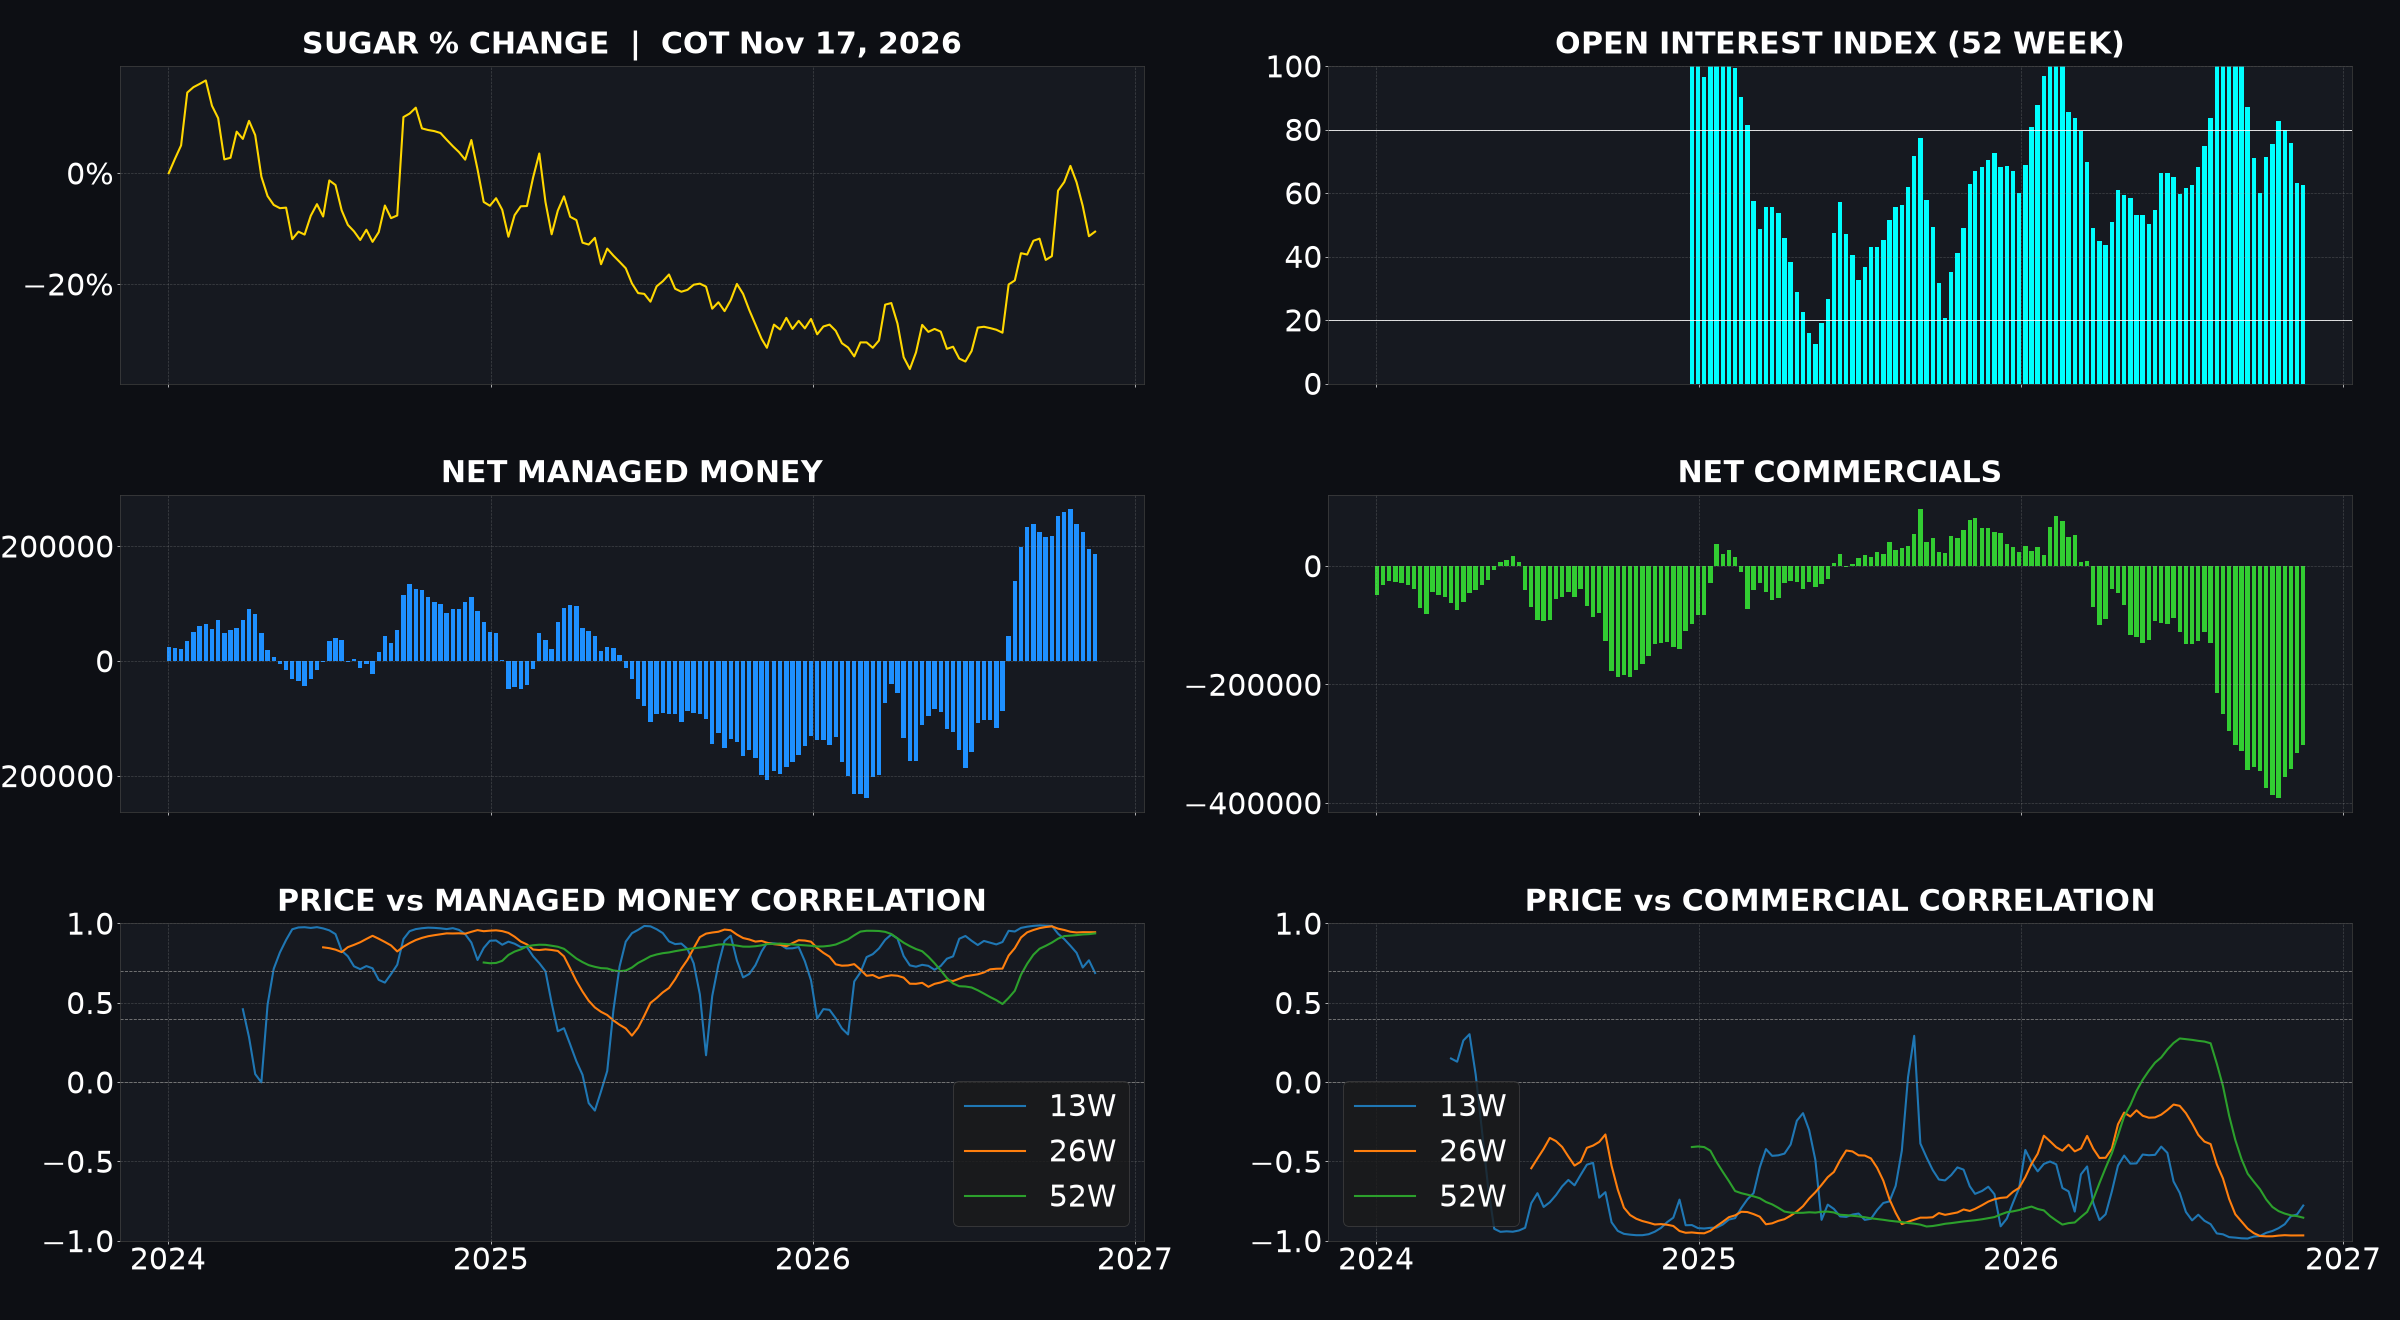 SUGAR % CHANGE | COT Nov 17, 2026
0%
−20%
OPEN INTEREST INDEX (52 WEEK)
100
80
60
40
20
0
NET MANAGED MONEY
200000
0
200000
NET COMMERCIALS
0
−200000
−400000
PRICE vs MANAGED MONEY CORRELATION
1.0
0.5
0.0
−0.5
−1.0
13W
26W
52W
2024 2025 2026 2027
PRICE vs COMMERCIAL CORRELATION
1.0
0.5
0.0
−0.5
−1.0
13W
26W
52W
2024 2025 2026 2027